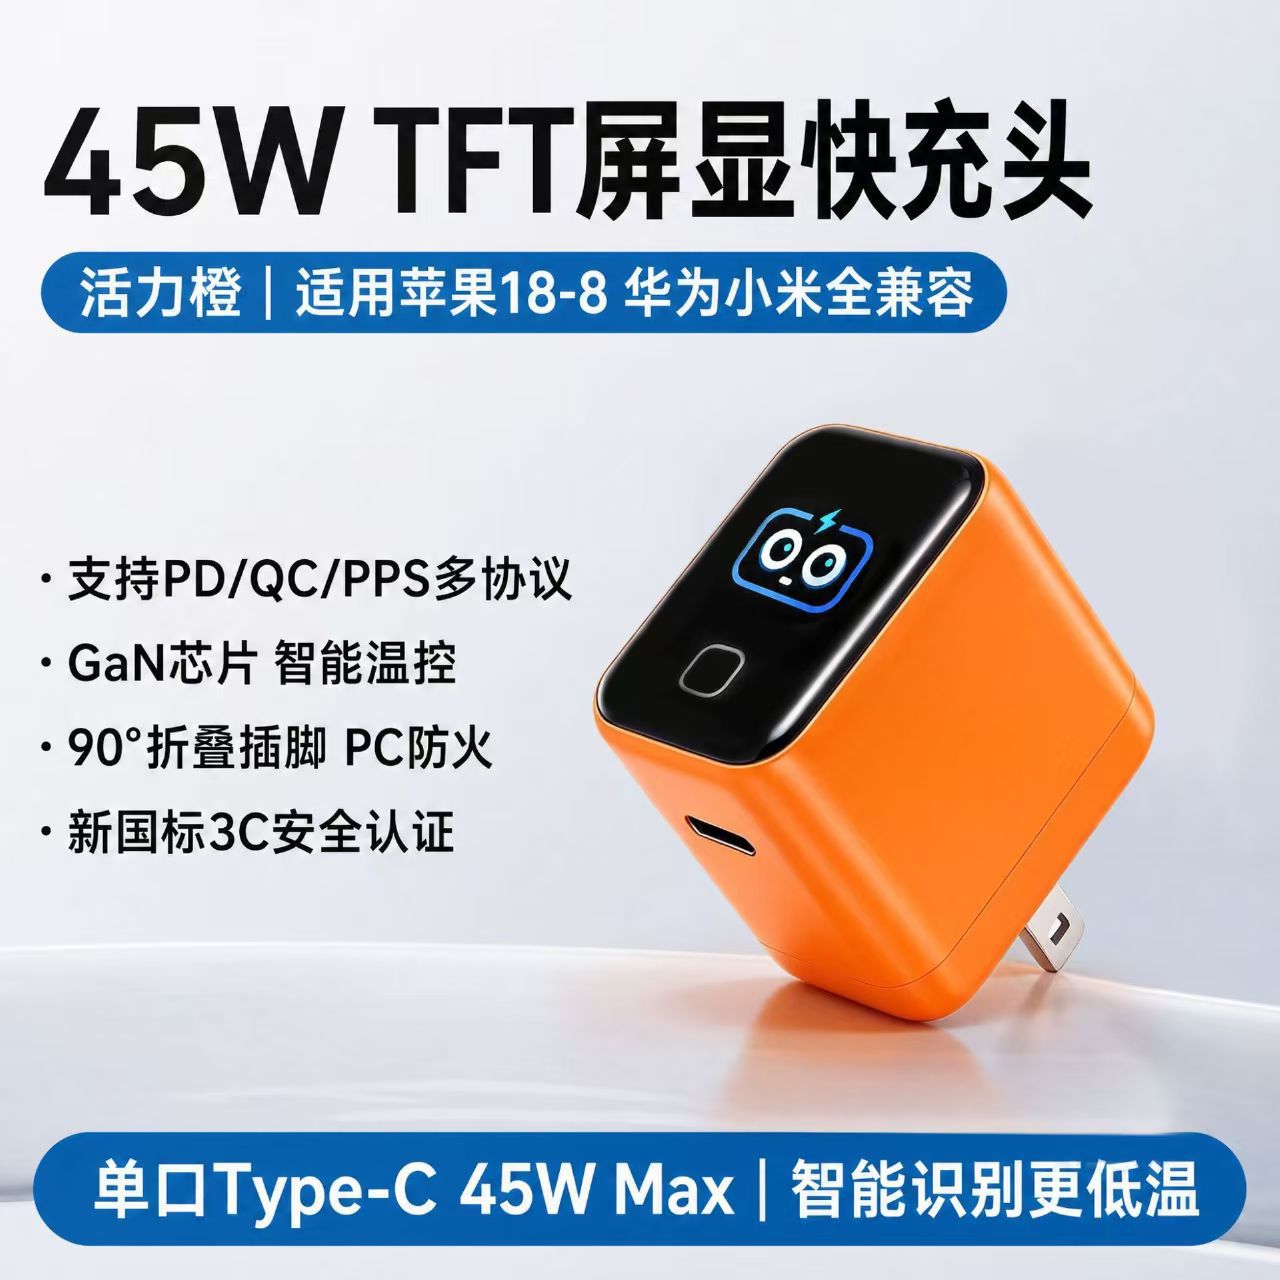 45W TFT屏显快充头
活力橙｜适用苹果18-8 华为小米全兼容
· 支持PD/QC/PPS多协议
· GaN芯片 智能温控
· 90°折叠插脚 PC防火
· 新国标3C安全认证
单口Type-C 45W Max｜智能识别更低温